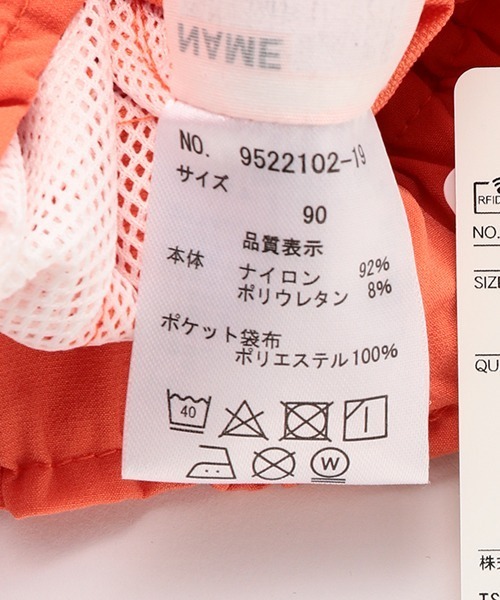 NAME
NO. 9522102-19
サイズ
90
品質表示
本体 ナイロン 92%
ポリウレタン 8%
ポケット袋布
ポリエステル100%
40
W
RFID
NO.
SIZE
QU
株式